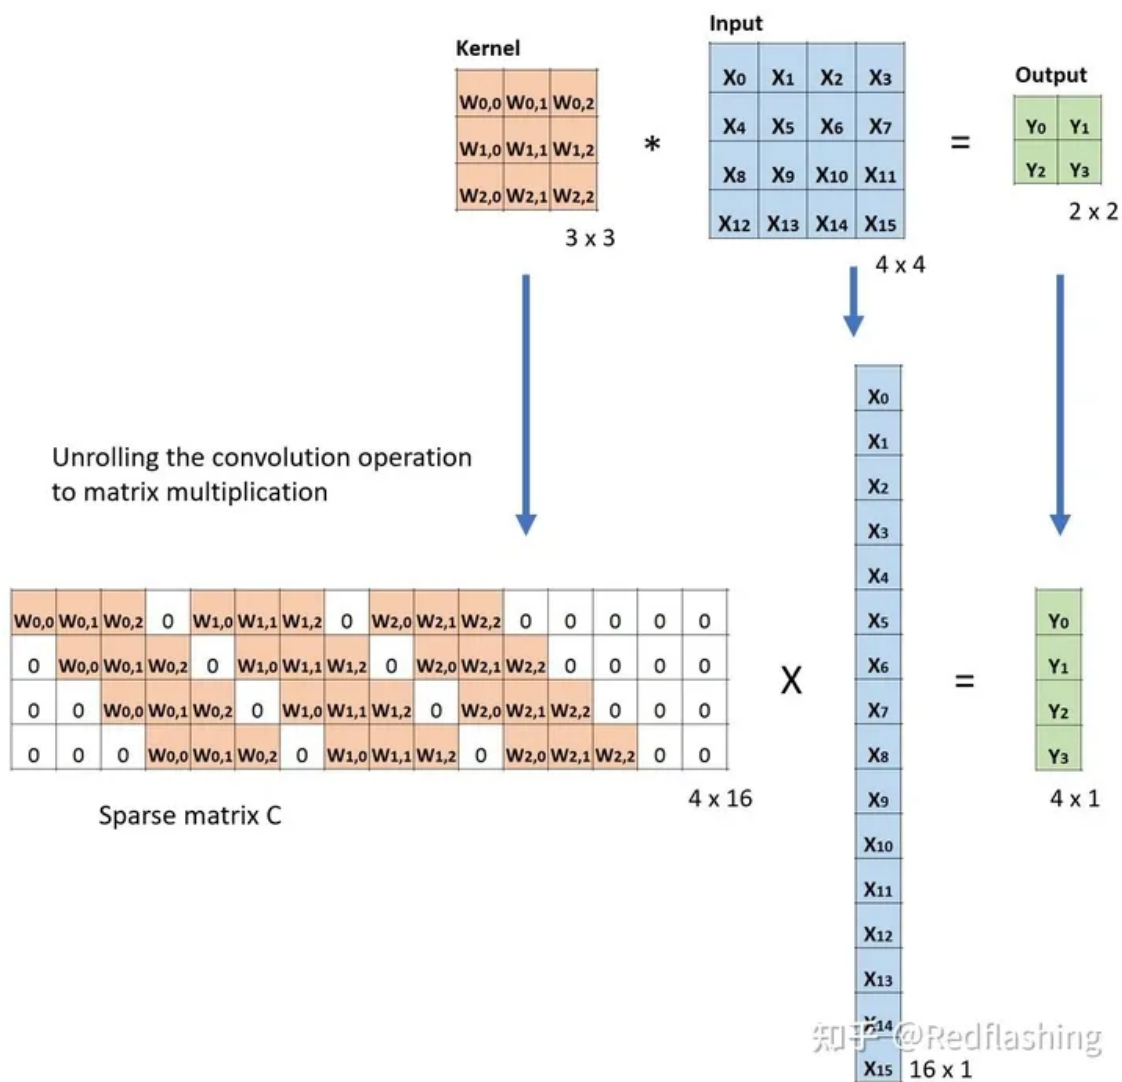 Input
Kernel
Output
X0 X1 X2 X3
W0,0 W0,1 W0,2
X4 X5 X6 X7
Y0 Y1
W1,0 W1,1 W1,2
*
=
X8 X9 X10 X11
Y2 Y3
W2,0 W2,1 W2,2
X12 X13 X14 X15
2 x 2
3 x 3
4 x 4
Unrolling the convolution operation
to matrix multiplication
W0,0 W0,1 W0,2 0 W1,0 W1,1 W1,2 0 W2,0 W2,1 W2,2 0 0 0 0 0
0 W0,0 W0,1 W0,2 0 W1,0 W1,1 W1,2 0 W2,0 W2,1 W2,2 0 0 0 0
0 0 W0,0 W0,1 W0,2 0 W1,0 W1,1 W1,2 0 W2,0 W2,1 W2,2 0 0 0
0 0 0 W0,0 W0,1 W0,2 0 W1,0 W1,1 W1,2 0 W2,0 W2,1 W2,2 0 0
4 x 16
Sparse matrix C
X
X0
X1
X2
X3
X4
X5
X6
X7
X8
X9
X10
X11
X12
X13
X14
X15
16 x 1
=
Y0
Y1
Y2
Y3
4 x 1
知乎 @Redflashing